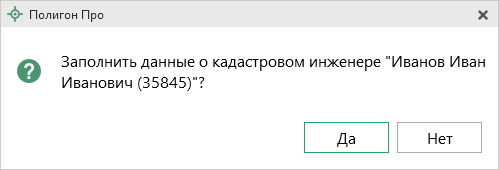 Полигон Про
Заполнить данные о кадастровом инженере "Иванов Иван
Иванович (35845)"?
Да
Нет